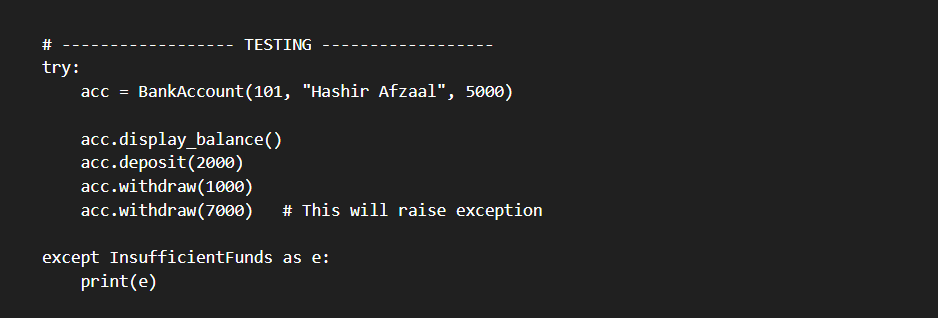 # ------------------ TESTING ------------------
try:
    acc = BankAccount(101, "Hashir Afzaal", 5000)
    acc.display_balance()
    acc.deposit(2000)
    acc.withdraw(1000)
    acc.withdraw(7000)   # This will raise exception
except InsufficientFunds as e:
    print(e)